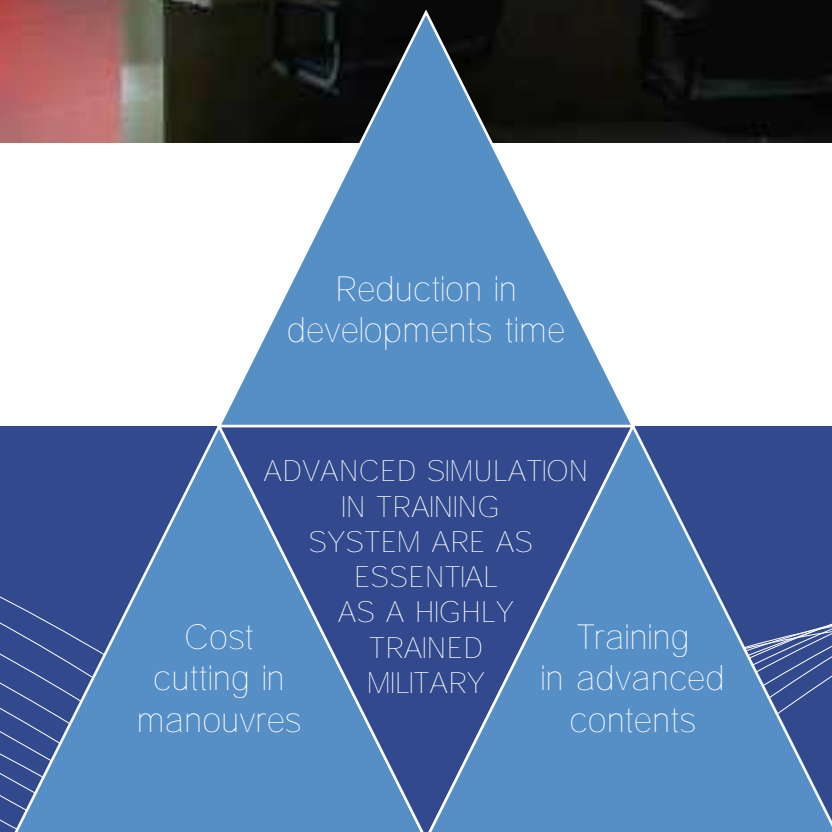 Reduction in
developments time
ADVANCED SIMULATION
IN TRAINING
SYSTEM ARE AS
ESSENTIAL
AS A HIGHLY
TRAINED
MILITARY
Cost
cutting in
manouvres
Training
in advanced
contents